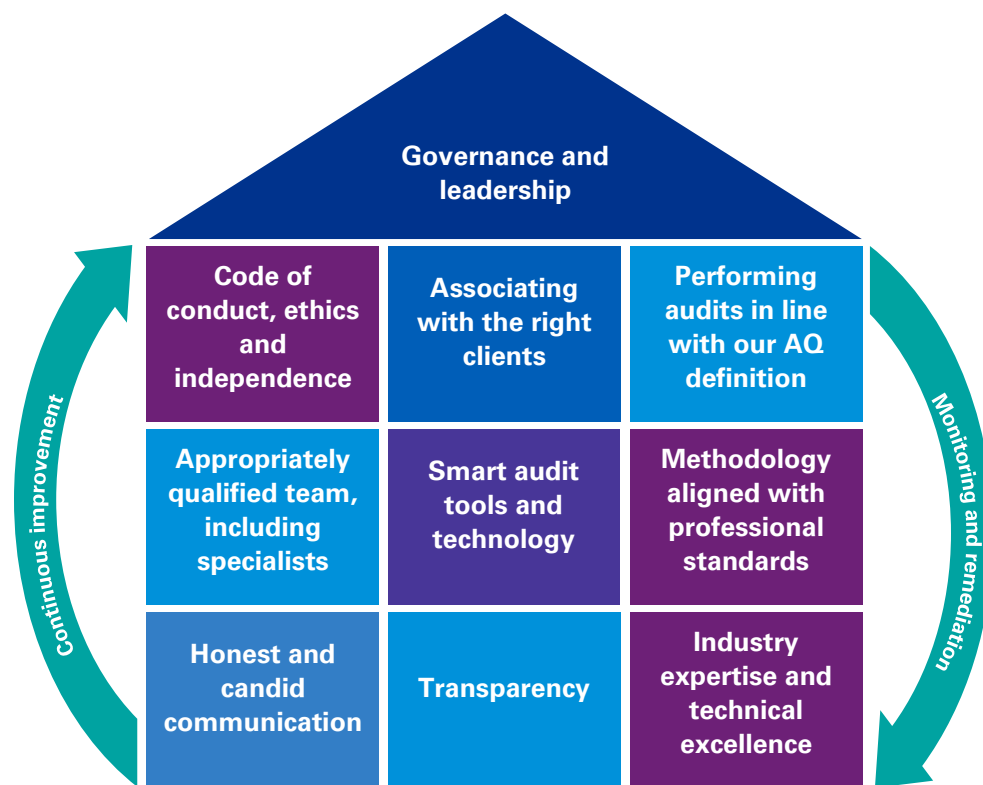 Governance and
leadership
Code of
conduct, ethics
and
independence
Associating
with the right
clients
Performing
audits in line
with our AQ
definition
Appropriately
qualified team,
including
specialists
Smart audit
tools and
technology
Methodology
aligned with
professional
standards
Honest and
candid
communication
Transparency
Industry
expertise and
technical
excellence
Continuous improvement
Monitoring and remediation